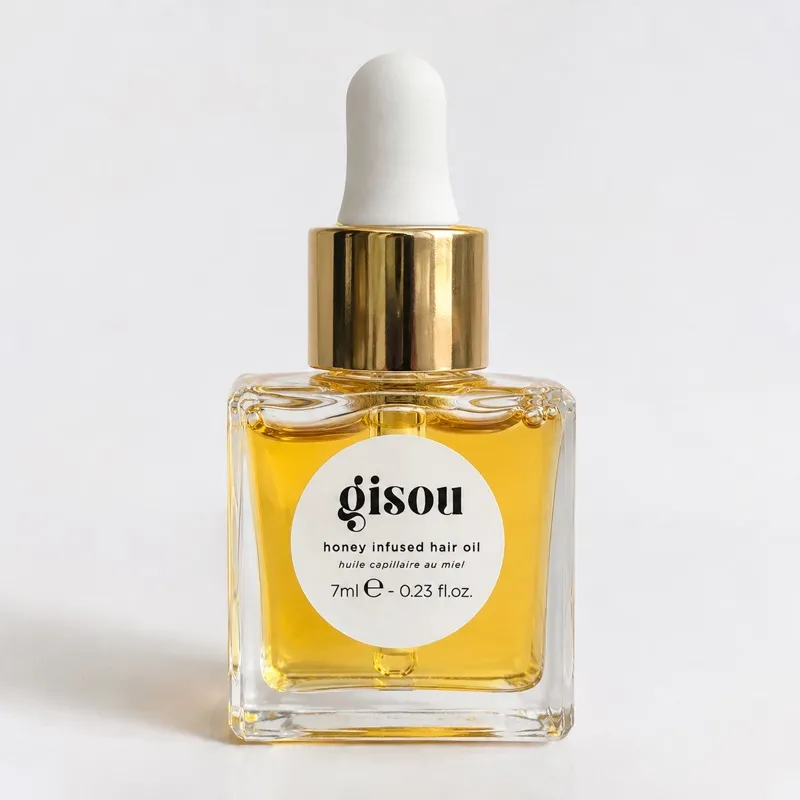 gisou
honey infused hair oil
huile capillaire au miel
7ml ℮ - 0.23 fl.oz.